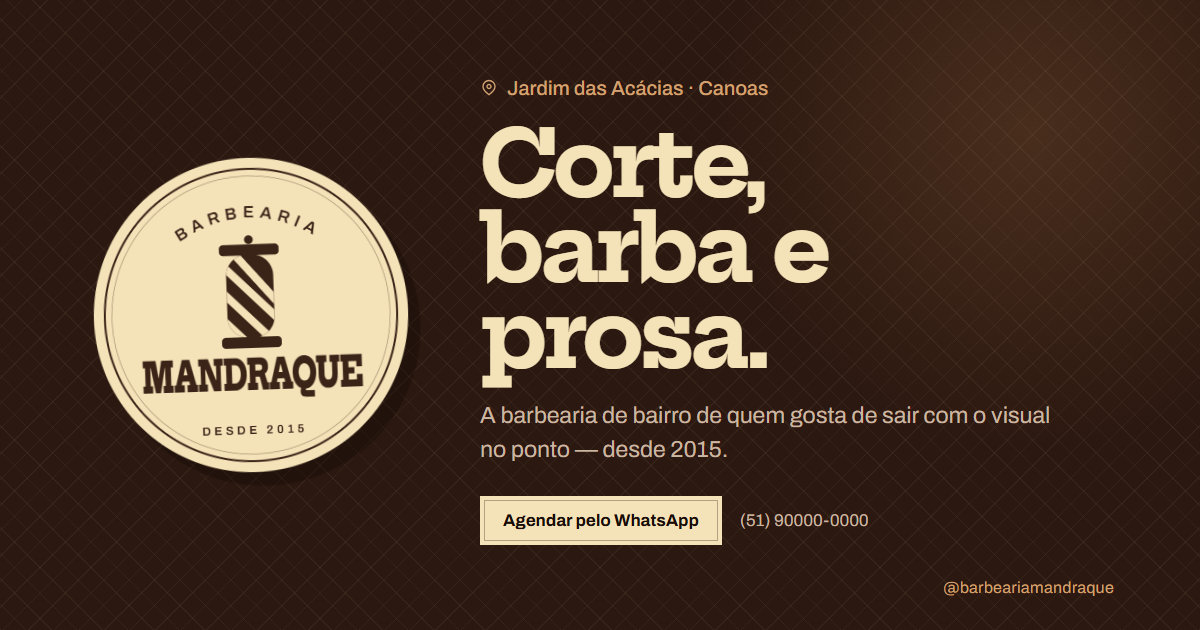 BARBEARIA
MANDRAQUE
DESDE 2015
Jardim das Acácias · Canoas
Corte,
barba e
prosa.
A barbearia de bairro de quem gosta de sair com o visual
no ponto — desde 2015.
Agendar pelo WhatsApp
(51) 90000-0000
@barbeariamandraque